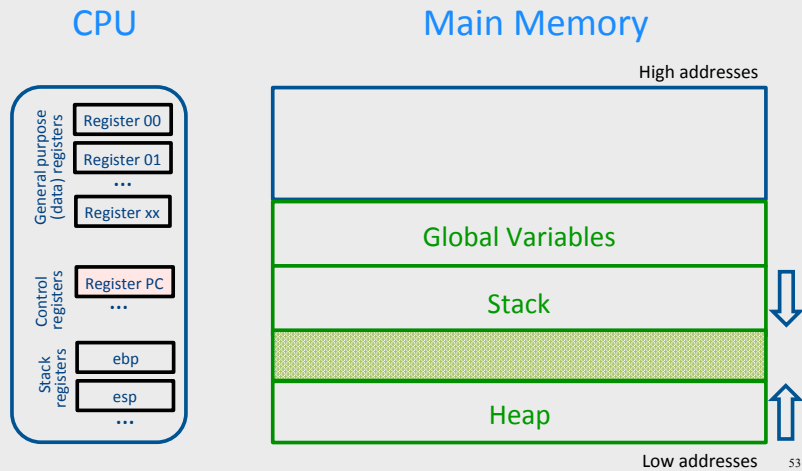 CPU
Main Memory
High addresses
General purpose
(data) registers
Register 00
Register 01
...
Register xx
Control
registers
Register PC
...
Stack
registers
ebp
esp
...
Global Variables
Stack
Heap
Low addresses
53